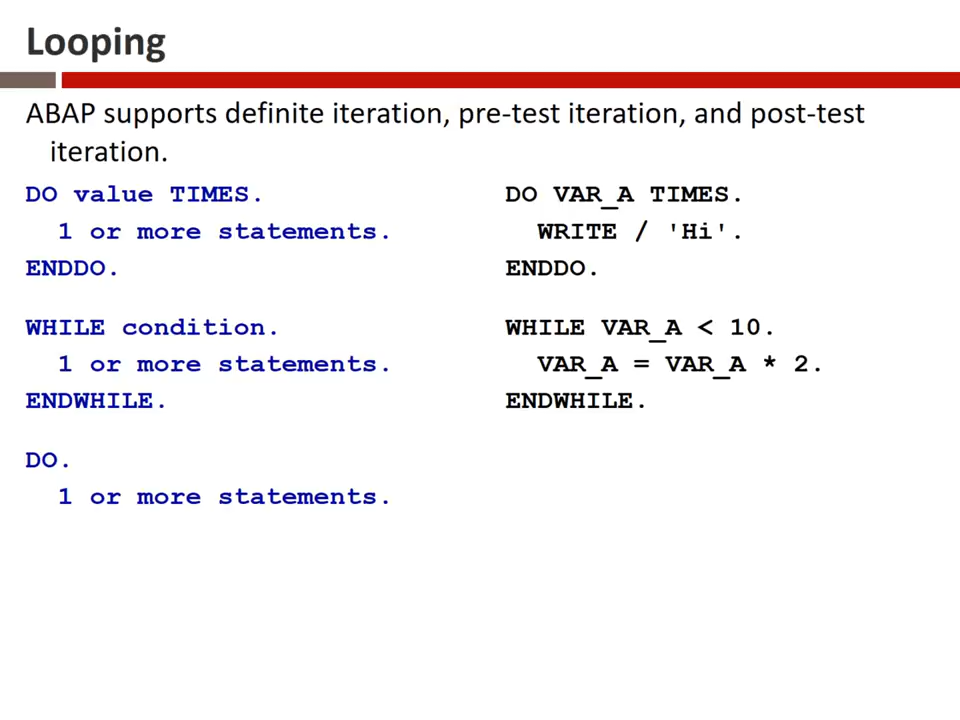 Looping
ABAP supports definite iteration, pre-test iteration, and post-test
iteration.
DO value TIMES.
  1 or more statements.
ENDDO.
WHILE condition.
  1 or more statements.
ENDWHILE.
DO.
  1 or more statements.
DO VAR_A TIMES.
  WRITE / 'Hi'.
ENDDO.
WHILE VAR_A < 10.
  VAR_A = VAR_A * 2.
ENDWHILE.